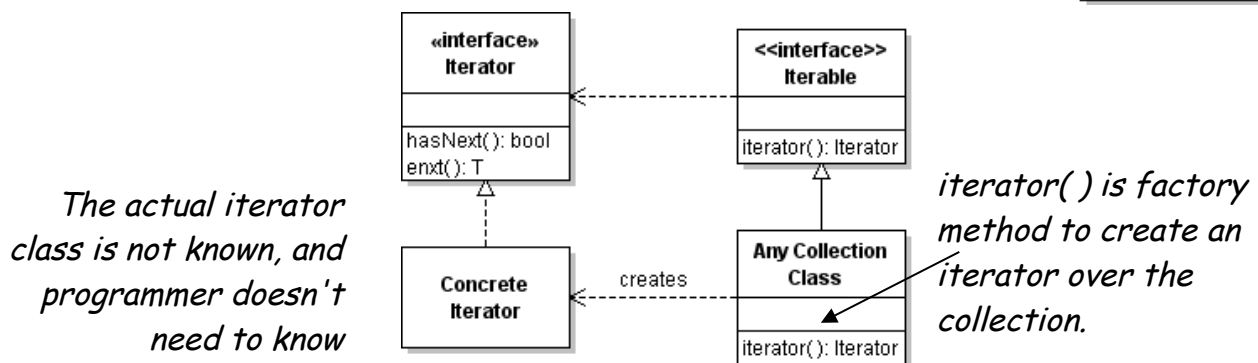 «interface»
Iterator
hasNext( ): bool
enxt( ): T
<<interface>>
Iterable
iterator( ): Iterator
The actual iterator
class is not known, and
programmer doesn't
need to know
Concrete
Iterator
creates
Any Collection
Class
iterator( ): Iterator
iterator( ) is factory
method to create an
iterator over the
collection.